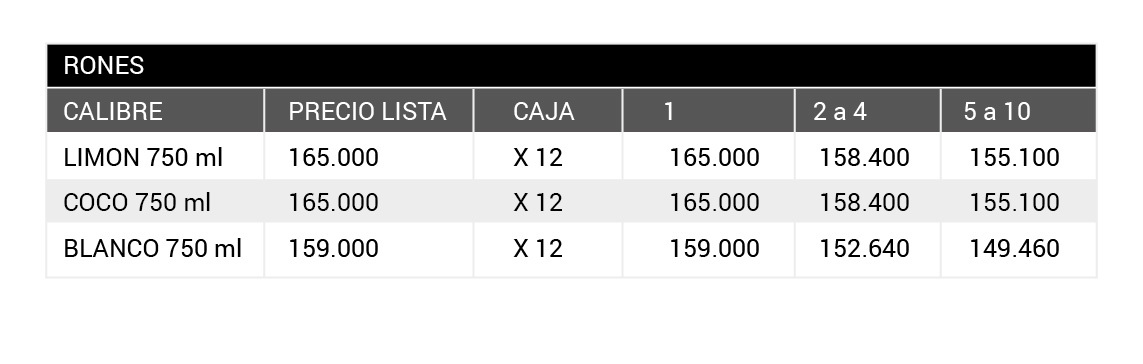 RONES
CALIBRE PRECIO LISTA CAJA 1 2 a 4 5 a 10
LIMON 750 ml 165.000 X 12 165.000 158.400 155.100
COCO 750 ml 165.000 X 12 165.000 158.400 155.100
BLANCO 750 ml 159.000 X 12 159.000 152.640 149.460